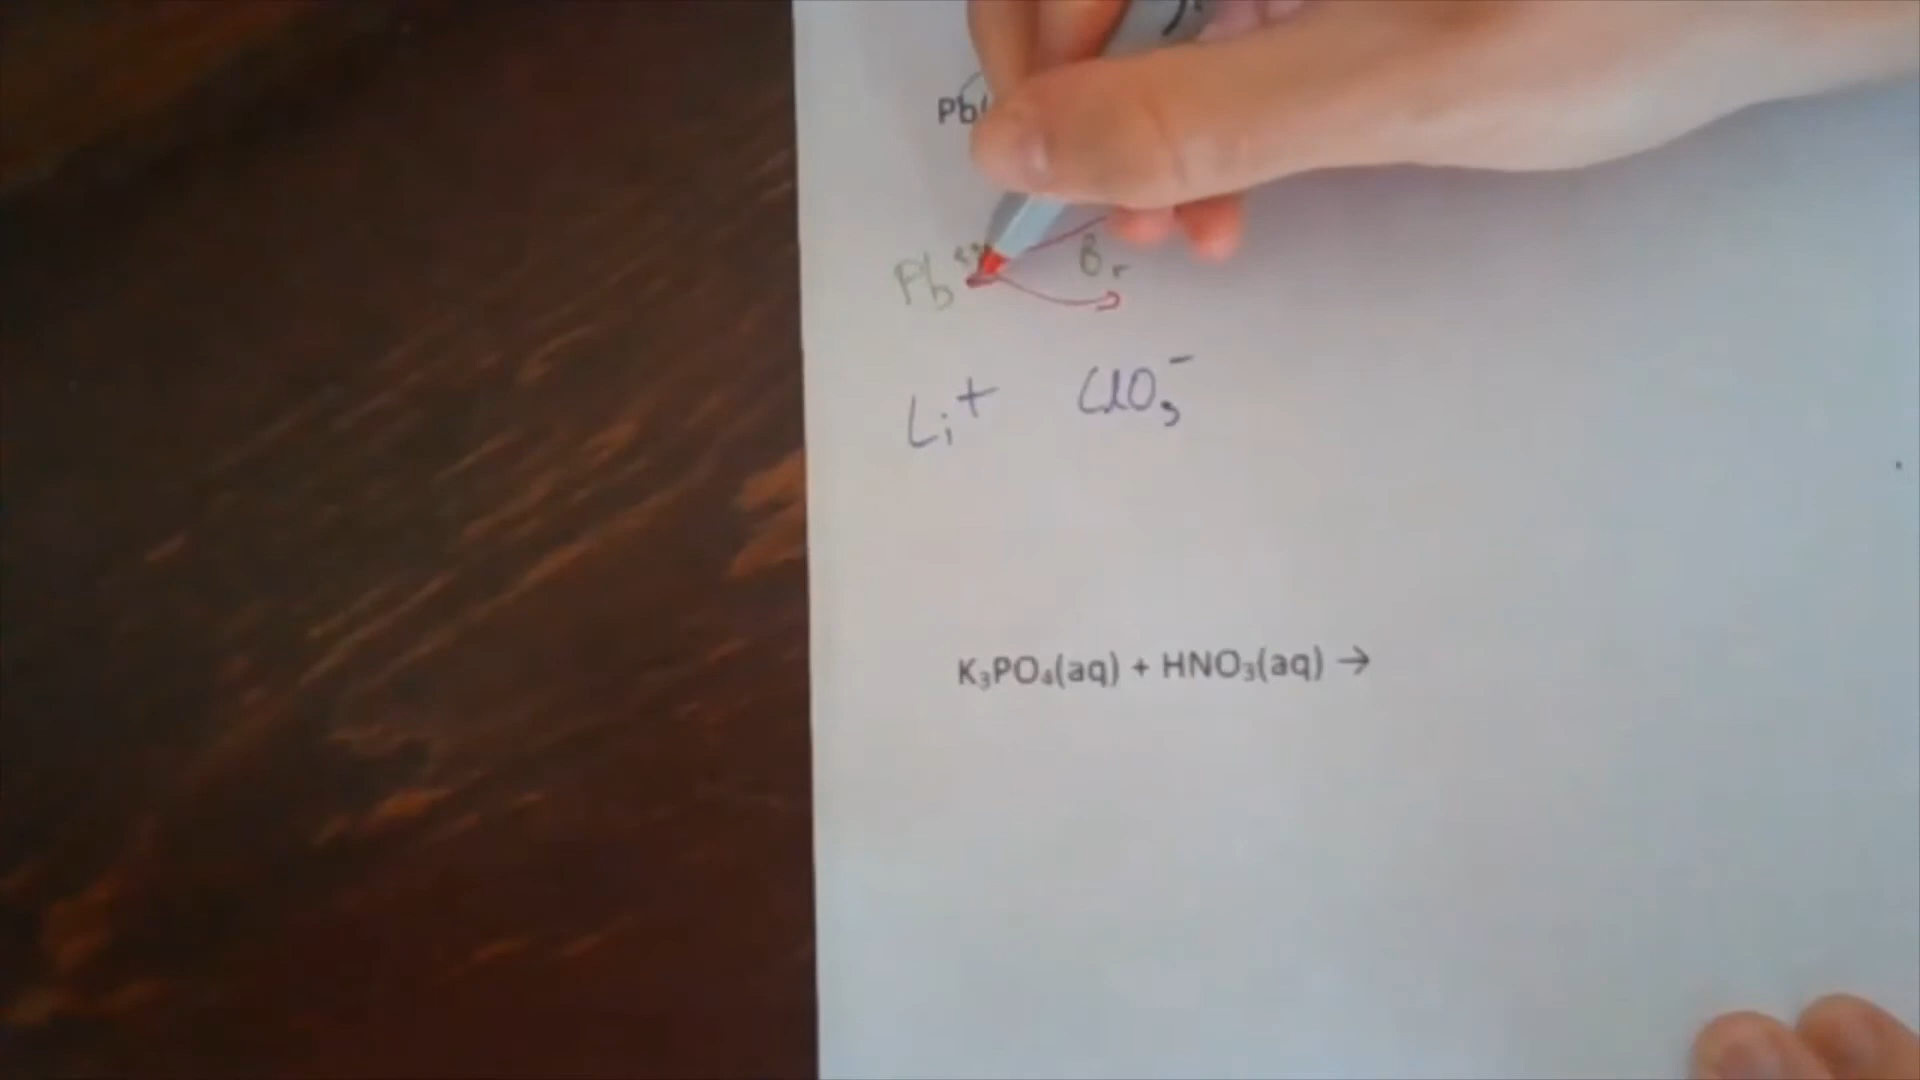 Pb(
Pb Br
Li+ ClO₃⁻
K₃PO₄(aq) + HNO₃(aq) →